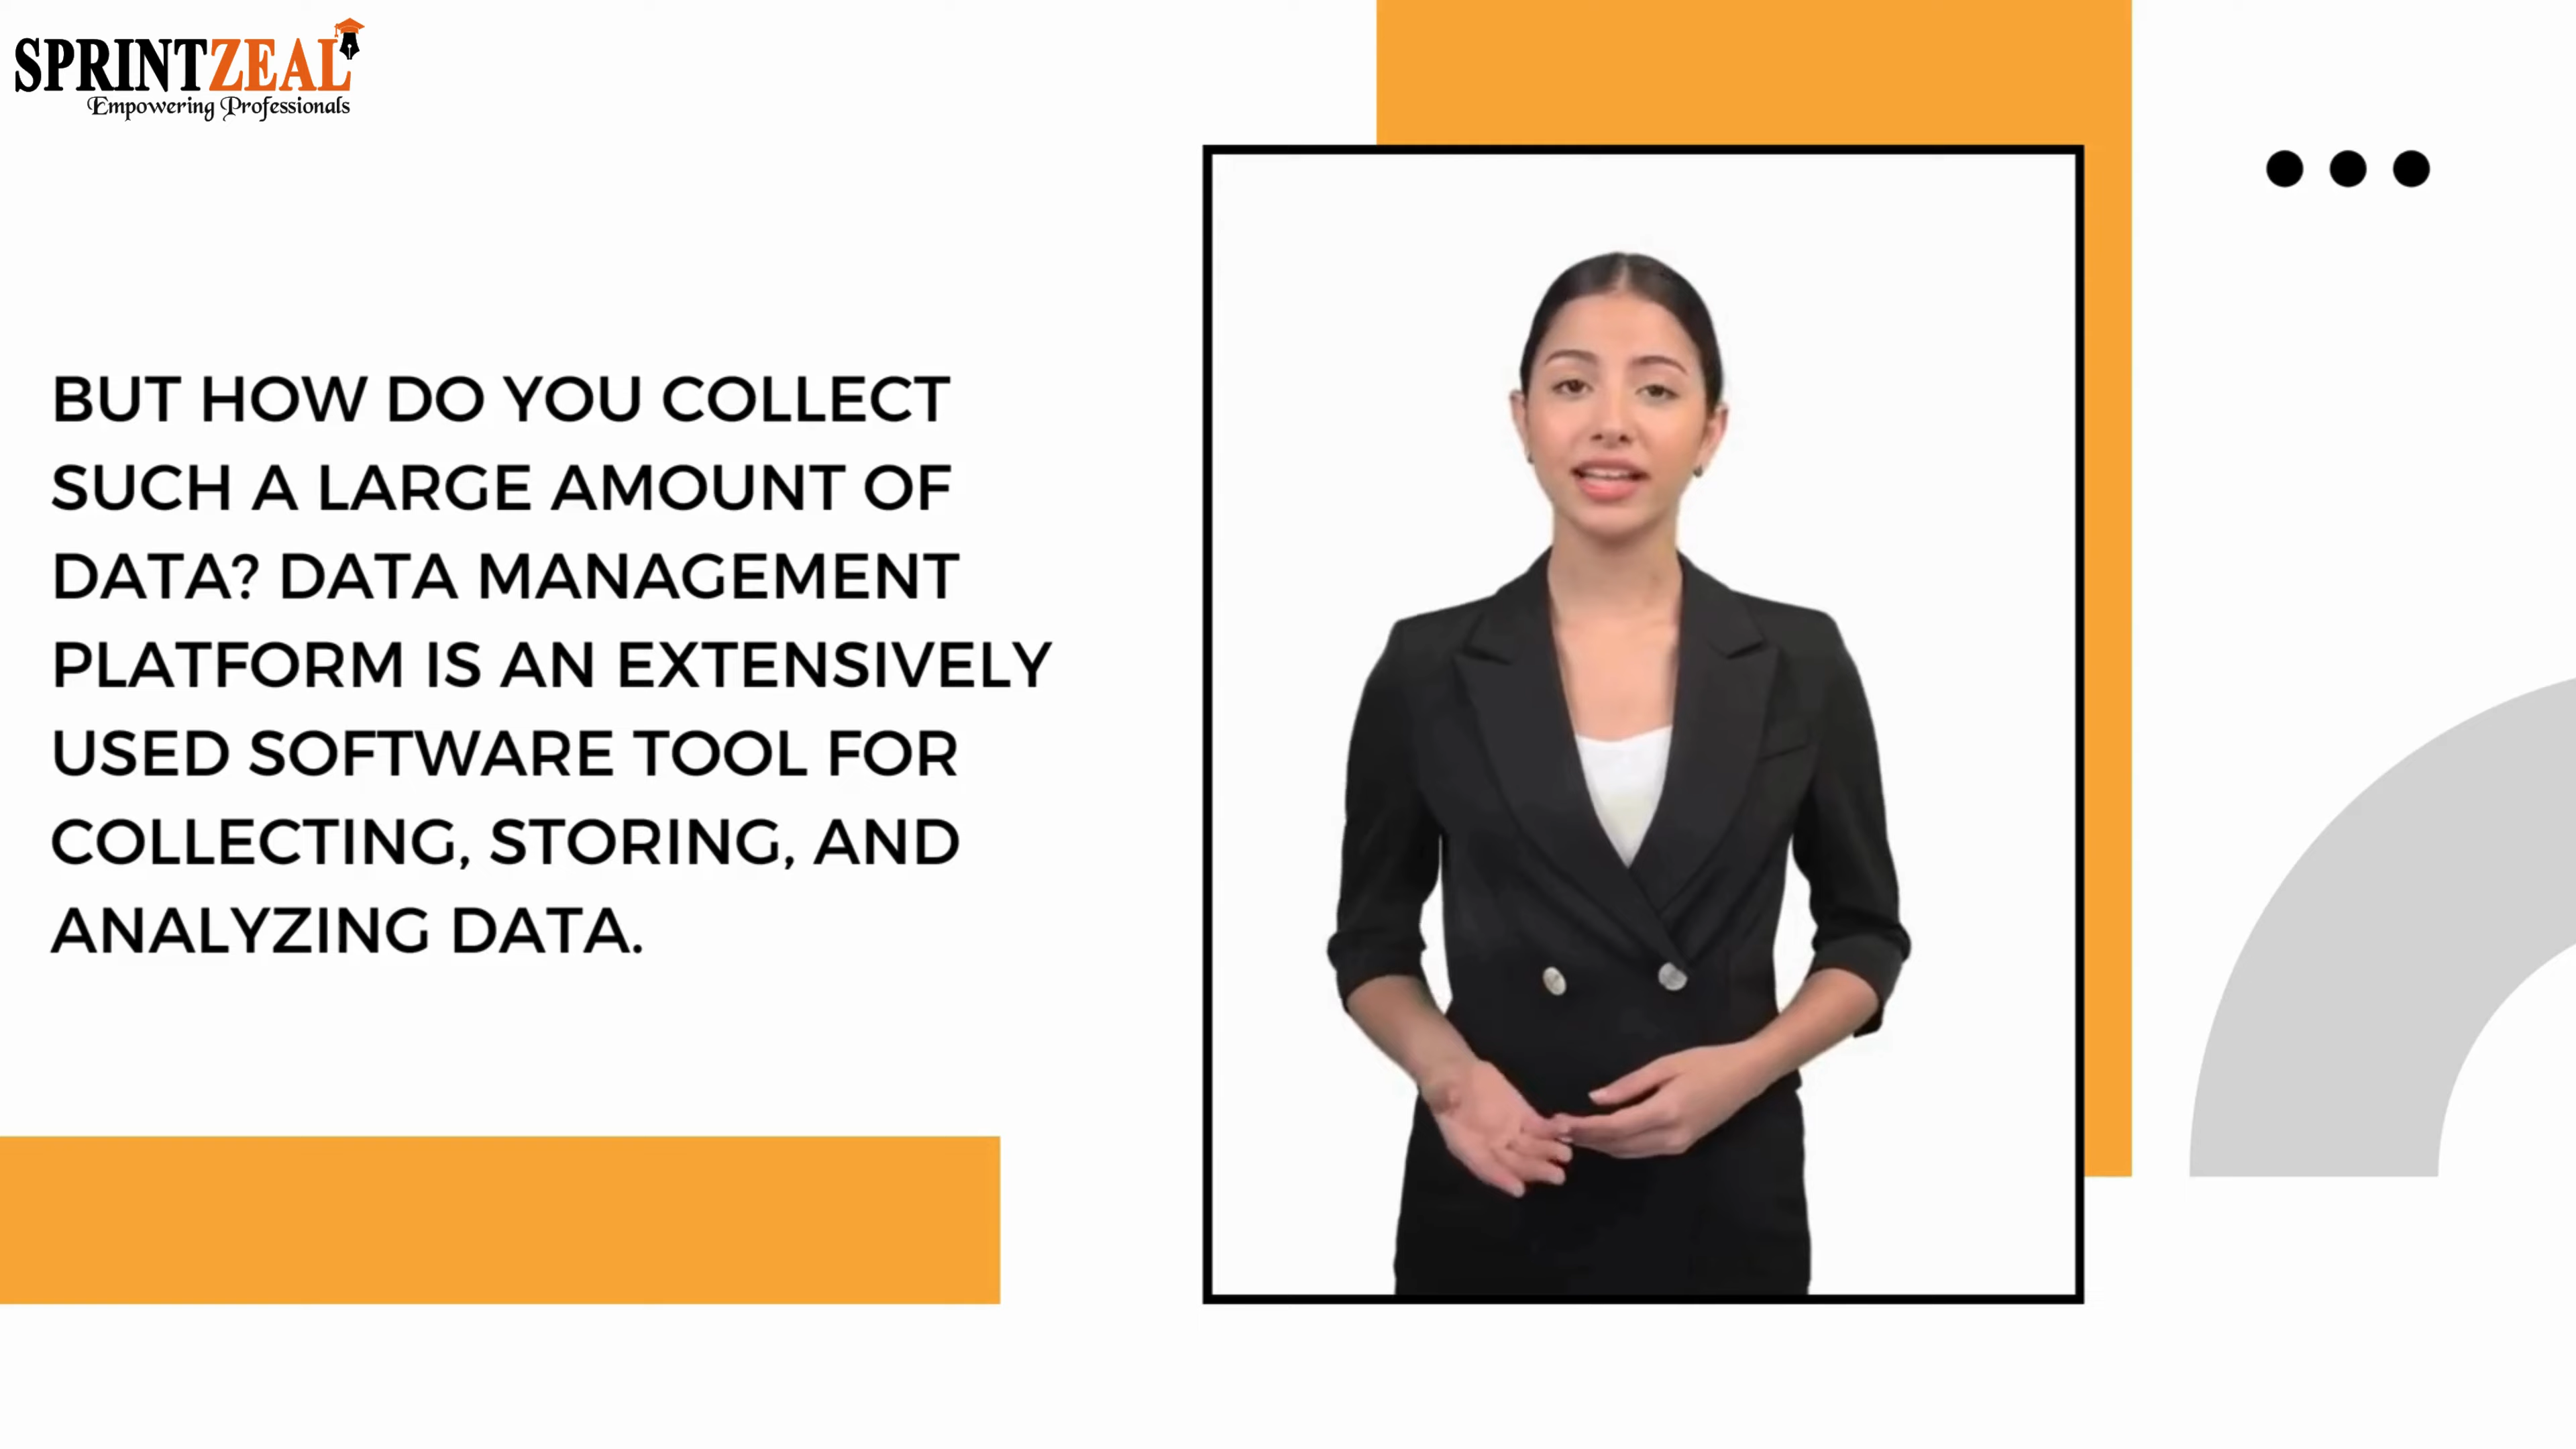 SPRINTZEAL
Empowering Professionals
BUT HOW DO YOU COLLECT
SUCH A LARGE AMOUNT OF
DATA? DATA MANAGEMENT
PLATFORM IS AN EXTENSIVELY
USED SOFTWARE TOOL FOR
COLLECTING, STORING, AND
ANALYZING DATA.